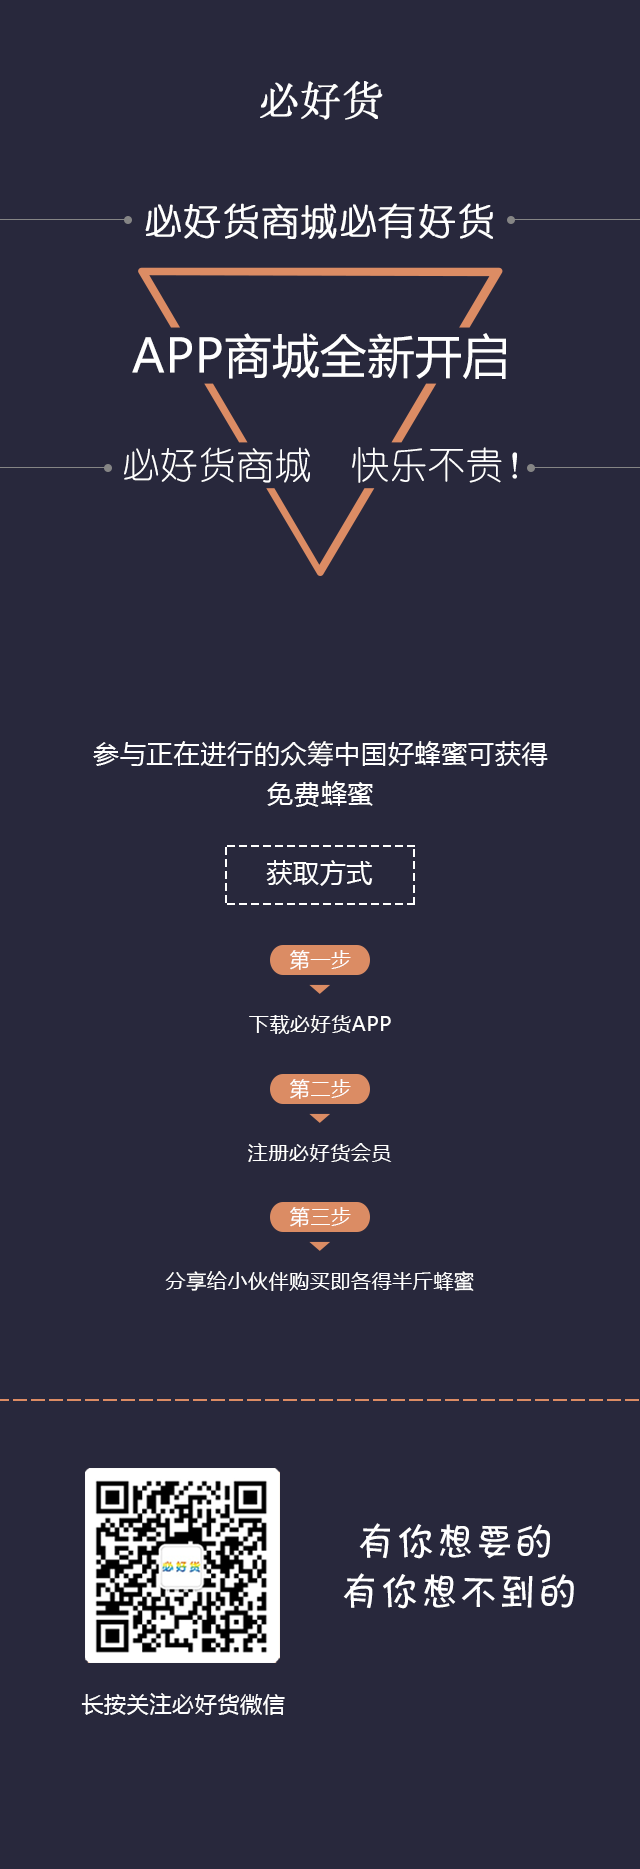 必好货
必好货商城必有好货
APP商城全新开启
必好货商城 快乐不贵!
参与正在进行的众筹中国好蜂蜜可获得
免费蜂蜜
获取方式
第一步
下载必好货APP
第二步
注册必好货会员
第三步
分享给小伙伴购买即各得半斤蜂蜜
必好货
有你想要的
有你想不到的
长按关注必好货微信